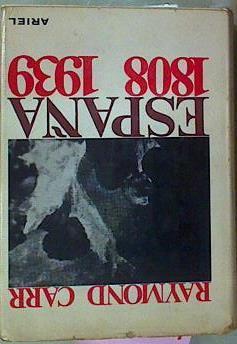 RAYMOND CARR
ESPAÑA
1808 1939
ARIEL